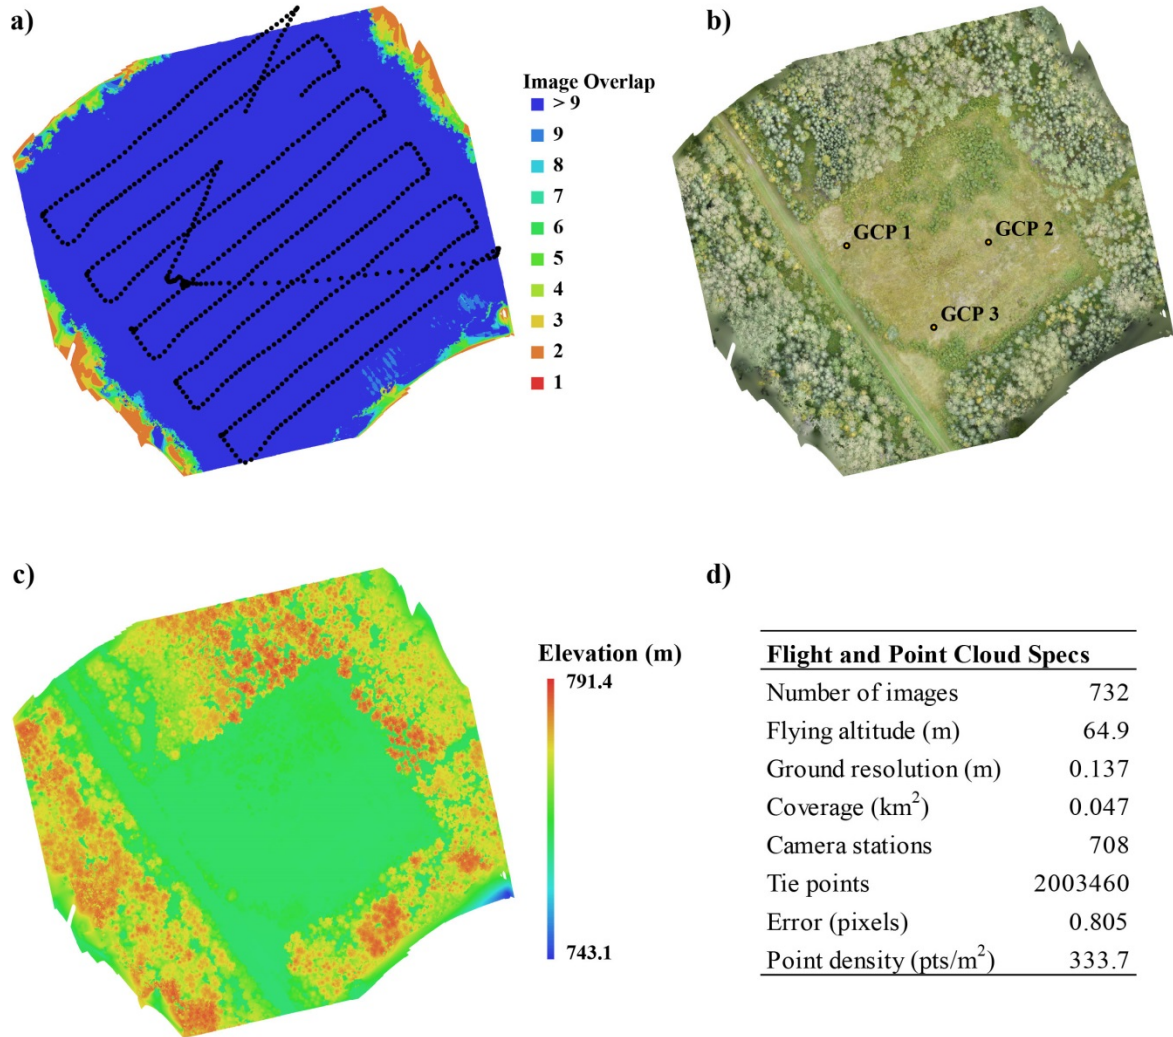 a)
Image Overlap
> 9
9
8
7
6
5
4
3
2
1
b)
GCP 1
GCP 2
GCP 3
c)
Elevation (m)
791.4
743.1
d)
Flight and Point Cloud Specs
Number of images 732
Flying altitude (m) 64.9
Ground resolution (m) 0.137
Coverage (km²) 0.047
Camera stations 708
Tie points 2003460
Error (pixels) 0.805
Point density (pts/m²) 333.7